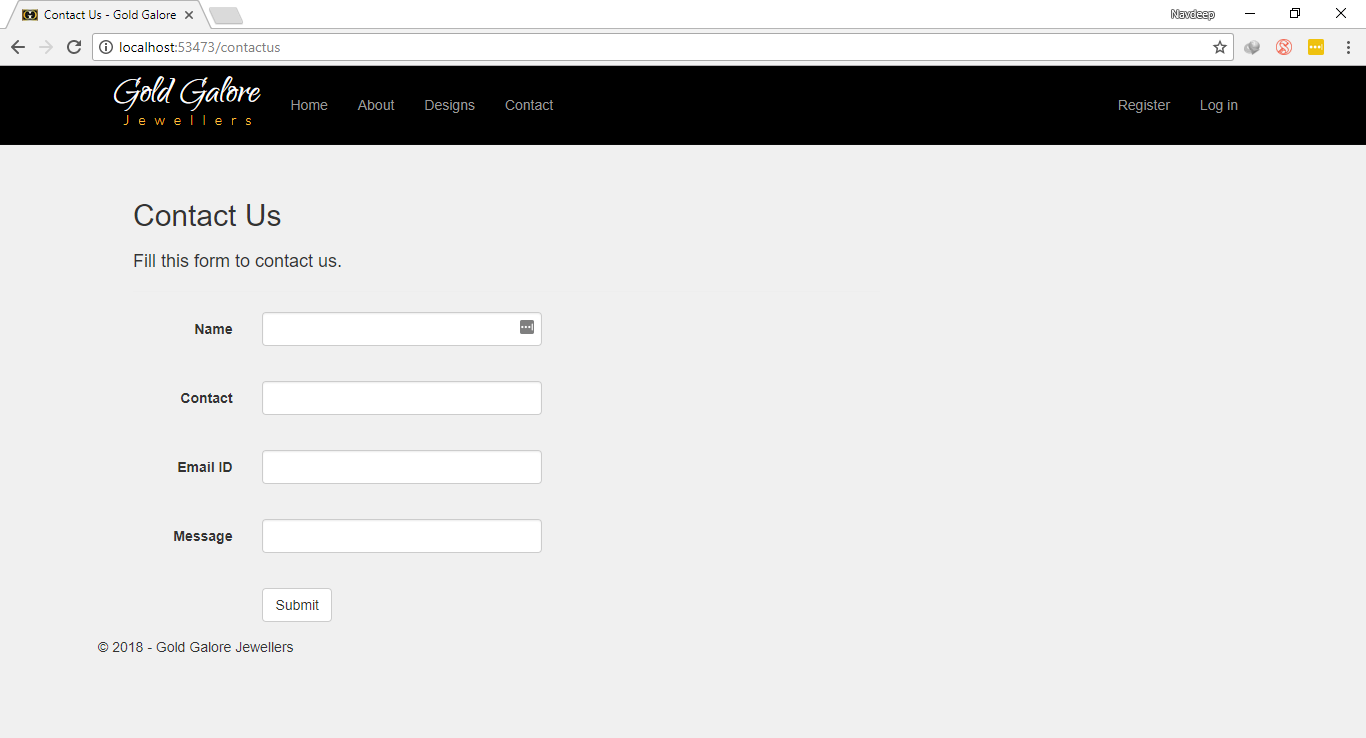 Contact Us - Gold Galore
Navdeep
localhost:53473/contactus
Gold Galore
Jewellers
Home About Designs Contact Register Log in
Contact Us
Fill this form to contact us.
Name
Contact
Email ID
Message
Submit
© 2018 - Gold Galore Jewellers